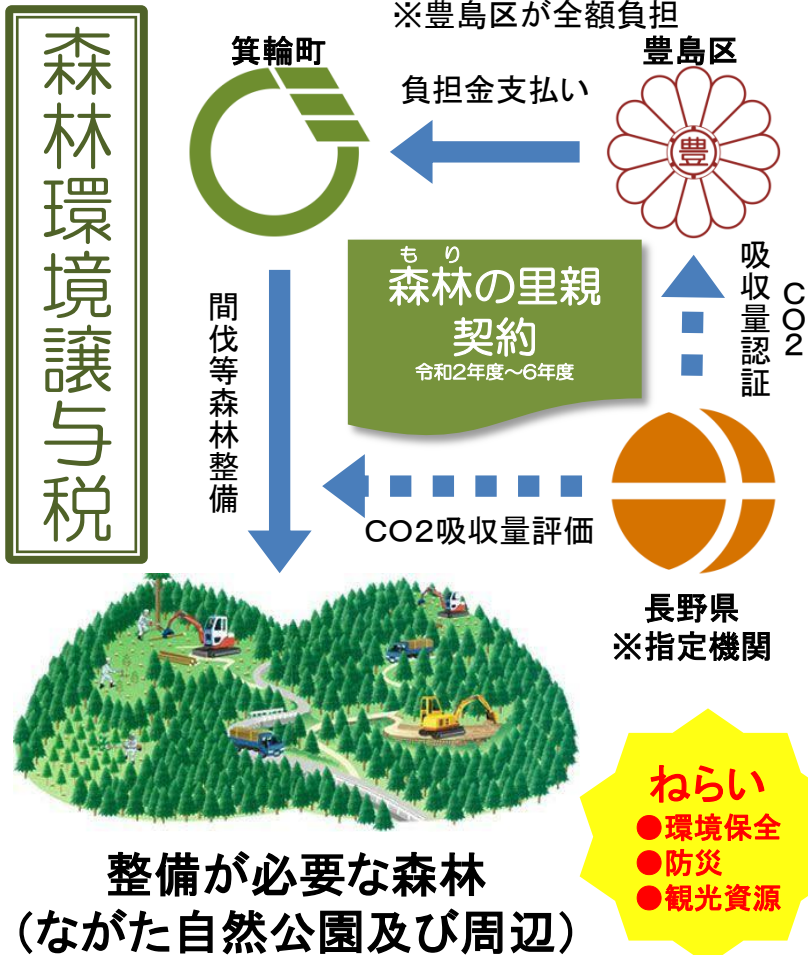 森林環境譲与税
※豊島区が全額負担
箕輪町
豊島区
負担金支払い
豊
もり
森林の里親
契約
令和2年度～6年度
吸収量認証
CO2
間伐等森林整備
CO2吸収量評価
長野県
※指定機関
ねらい
●環境保全
●防災
●観光資源
整備が必要な森林
(ながた自然公園及び周辺)